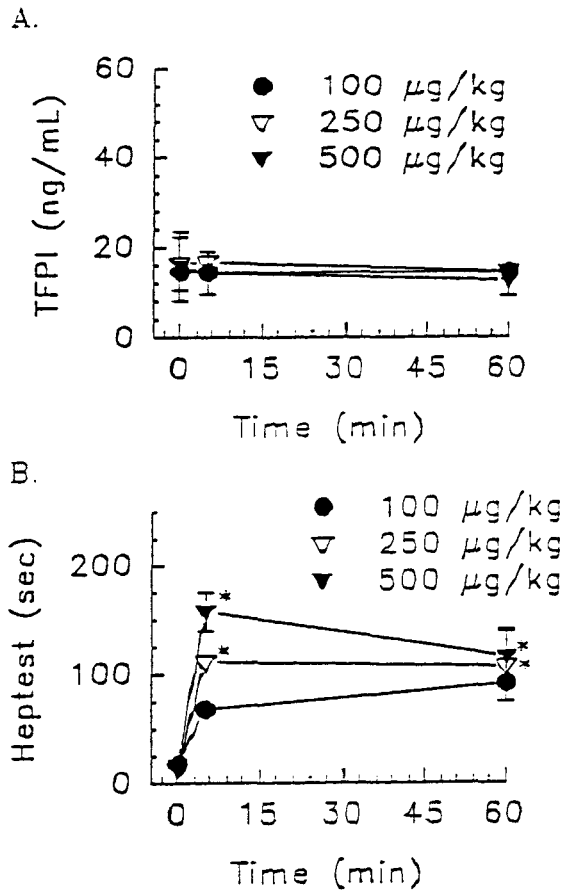 A.
TFPI (ng/mL)
60
40
20
0
100 μg/kg
250 μg/kg
500 μg/kg
0 15 30 45 60
Time (min)
B.
Heptest (sec)
200
100
0
100 μg/kg
250 μg/kg
500 μg/kg
*
*
*
*
0 15 30 45 60
Time (min)